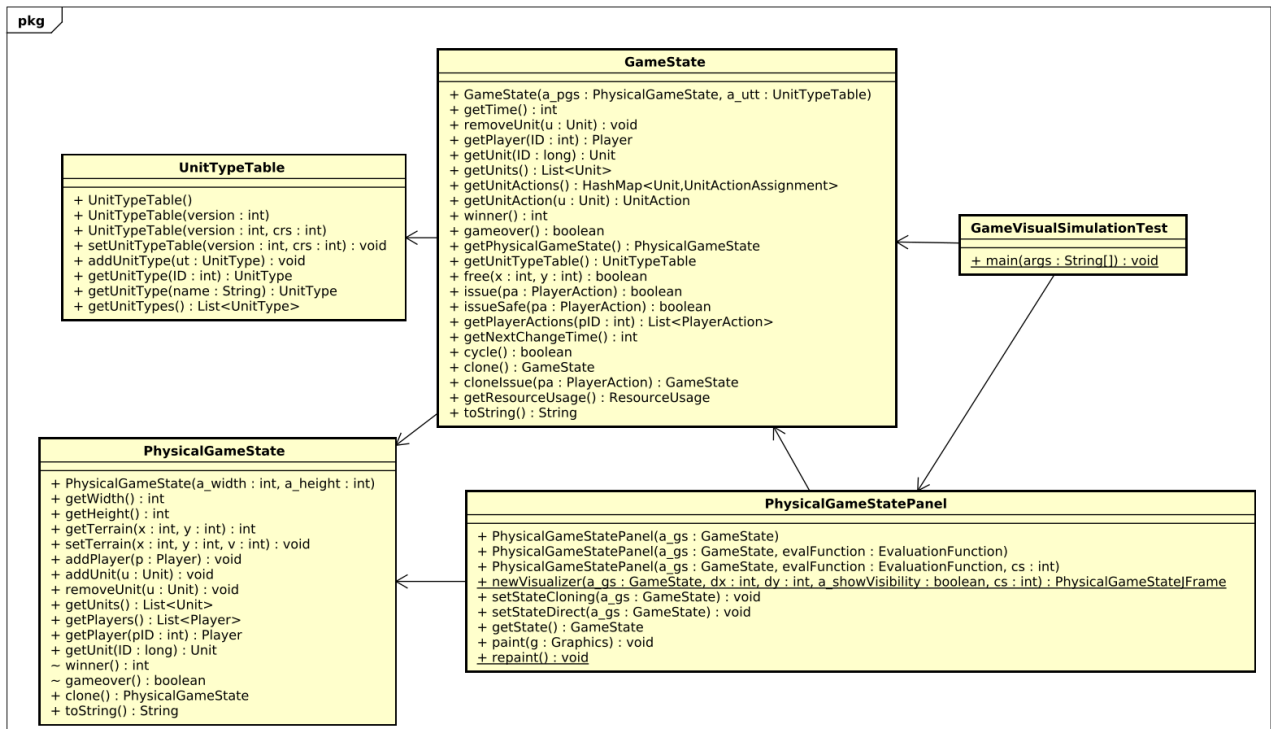 pkg
GameState
+ GameState(a_pgs : PhysicalGameState, a_utt : UnitTypeTable)
+ getTime() : int
+ removeUnit(u : Unit) : void
+ getPlayer(ID : int) : Player
+ getUnit(ID : long) : Unit
+ getUnits() : List<Unit>
+ getUnitActions() : HashMap<Unit,UnitActionAssignment>
+ getUnitAction(u : Unit) : UnitAction
+ winner() : int
+ gameover() : boolean
+ getPhysicalGameState() : PhysicalGameState
+ getUnitTypeTable() : UnitTypeTable
+ free(x : int, y : int) : boolean
+ issue(pa : PlayerAction) : boolean
+ issueSafe(pa : PlayerAction) : boolean
+ getPlayerActions(pID : int) : List<PlayerAction>
+ getNextChangeTime() : int
+ cycle() : boolean
+ clone() : GameState
+ cloneIssue(pa : PlayerAction) : GameState
+ getResourceUsage() : ResourceUsage
+ toString() : String
UnitTypeTable
+ UnitTypeTable()
+ UnitTypeTable(version : int)
+ UnitTypeTable(version : int, crs : int)
+ setUnitTypeTable(version : int, crs : int) : void
+ addUnitType(ut : UnitType) : void
+ getUnitType(ID : int) : UnitType
+ getUnitType(name : String) : UnitType
+ getUnitTypes() : List<UnitType>
GameVisualSimulationTest
+ main(args : String[]) : void
PhysicalGameState
+ PhysicalGameState(a_width : int, a_height : int)
+ getWidth() : int
+ getHeight() : int
+ getTerrain(x : int, y : int) : int
+ setTerrain(x : int, y : int, v : int) : void
+ addPlayer(p : Player) : void
+ addUnit(u : Unit) : void
+ removeUnit(u : Unit) : void
+ getUnits() : List<Unit>
+ getPlayers() : List<Player>
+ getPlayer(pID : int) : Player
+ getUnit(ID : long) : Unit
~ winner() : int
~ gameover() : boolean
+ clone() : PhysicalGameState
+ toString() : String
PhysicalGameStatePanel
+ PhysicalGameStatePanel(a_gs : GameState)
+ PhysicalGameStatePanel(a_gs : GameState, evalFunction : EvaluationFunction)
+ PhysicalGameStatePanel(a_gs : GameState, evalFunction : EvaluationFunction, cs : int)
+ newVisualizer(a_gs : GameState, dx : int, dy : int, a_showVisibility : boolean, cs : int) : PhysicalGameStateJFrame
+ setStateCloning(a_gs : GameState) : void
+ setStateDirect(a_gs : GameState) : void
+ getState() : GameState
+ paint(g : Graphics) : void
+ repaint() : void